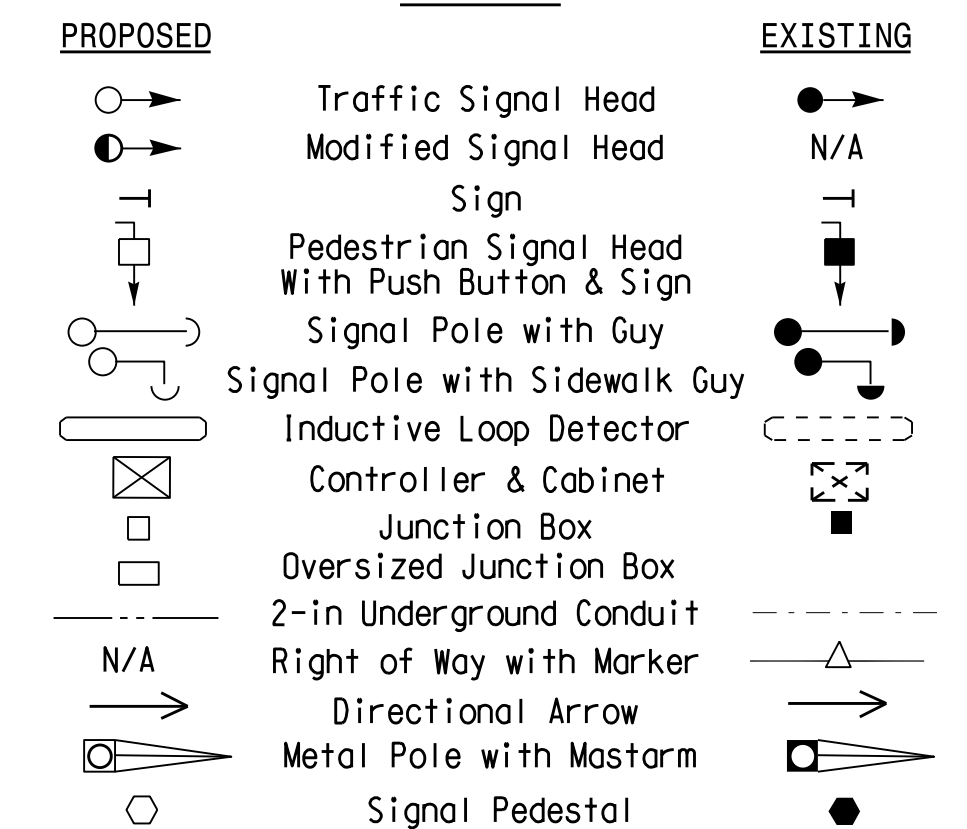 PROPOSED EXISTING
Traffic Signal Head
Modified Signal Head N/A
Sign
Pedestrian Signal Head
With Push Button & Sign
Signal Pole with Guy
Signal Pole with Sidewalk Guy
Inductive Loop Detector
Controller & Cabinet
Junction Box
Oversized Junction Box
2-in Underground Conduit
N/A Right of Way with Marker
Directional Arrow
Metal Pole with Mastarm
Signal Pedestal